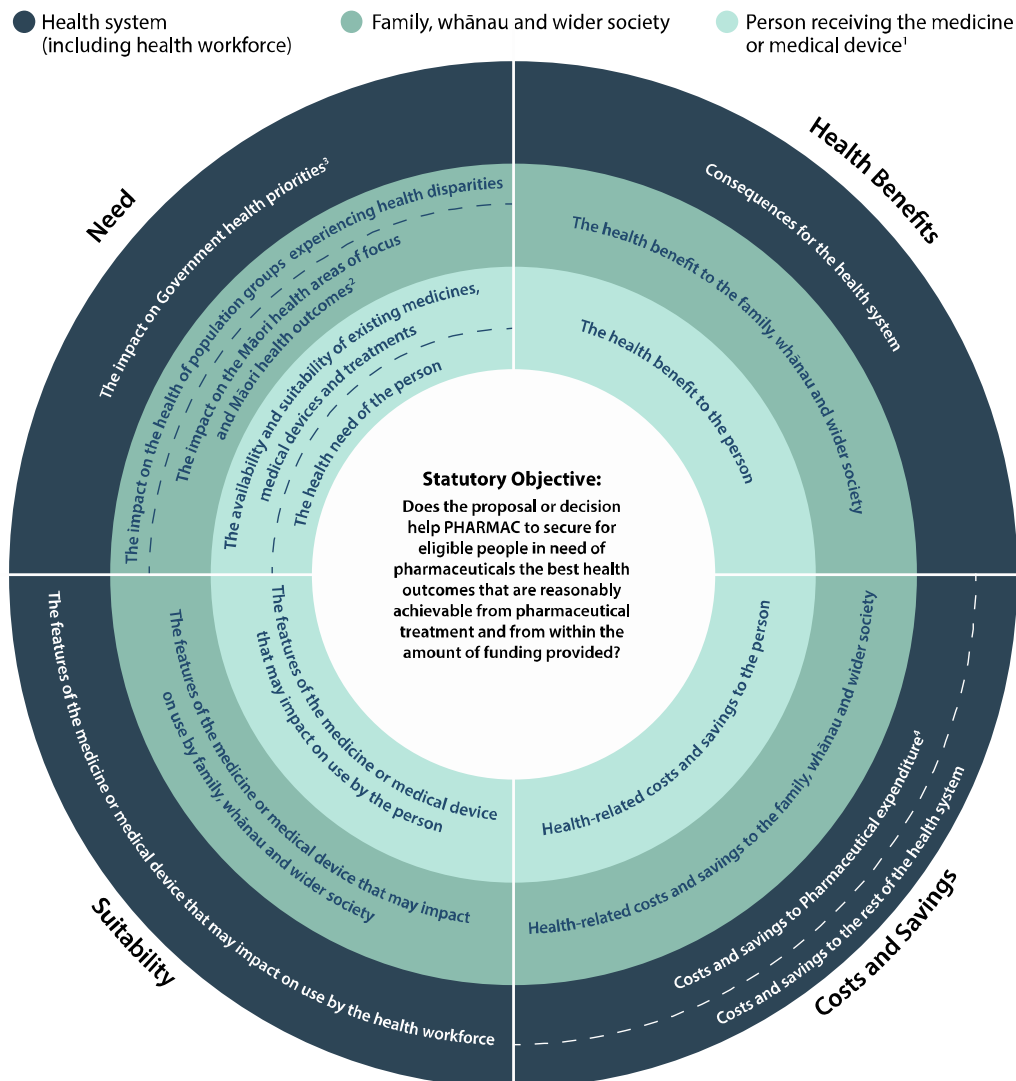 Health system
(including health workforce)
Family, whānau and wider society
Person receiving the medicine
or medical device¹
Need
The impact on Government health priorities³
The impact on the health of population groups experiencing health disparities
The impact on the Māori health areas of focus
and Māori health outcomes²
The availability and suitability of existing medicines,
medical devices and treatments
The health need of the person
Health Benefits
Consequences for the health system
The health benefit to the family, whānau and wider society
The health benefit to the person
Statutory Objective:
Does the proposal or decision
help PHARMAC to secure for
eligible people in need of
pharmaceuticals the best health
outcomes that are reasonably
achievable from pharmaceutical
treatment and from within the
amount of funding provided?
Suitability
The features of the medicine or medical device that may impact on use by the health workforce
The features of the medicine or medical device that may impact
on use by family, whānau and wider society
The features of the medicine or medical device
that may impact on use by the person
Costs and Savings
Health-related costs and savings to the person
Health-related costs and savings to the family, whānau and wider society
Costs and savings to Pharmaceutical expenditure⁴
Costs and savings to the rest of the health system